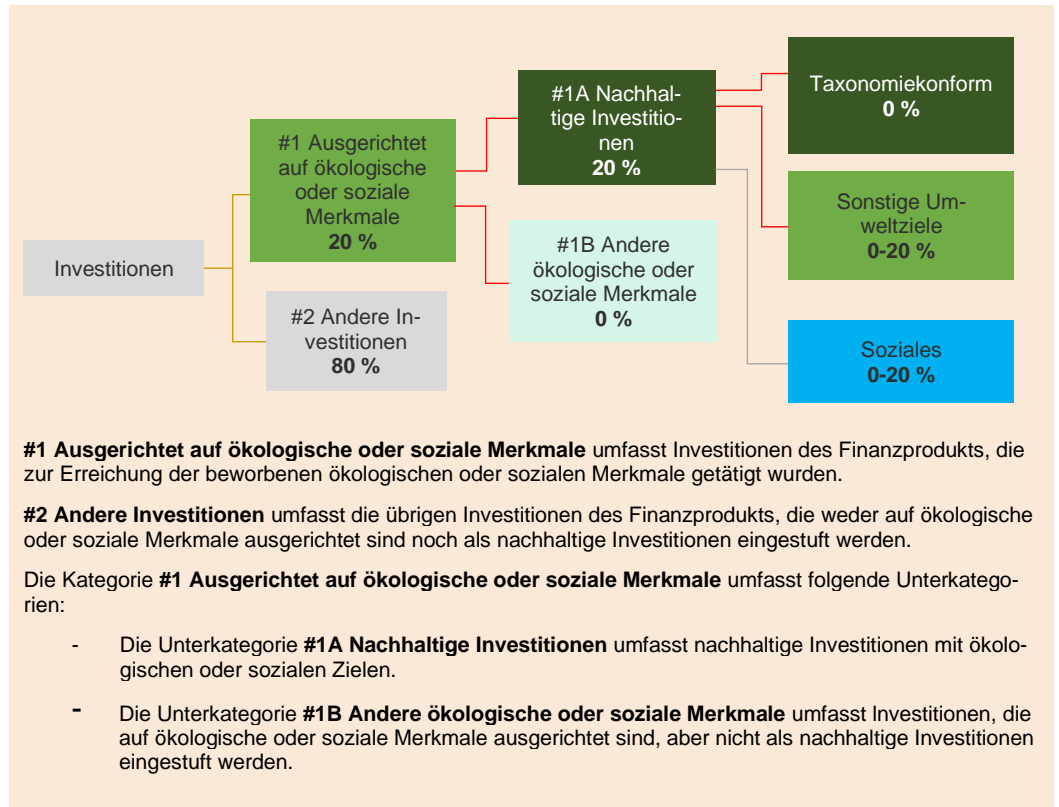 Investitionen
#1 Ausgerichtet
auf ökologische
oder soziale
Merkmale
20 %
#2 Andere In-
vestitionen
80 %
#1A Nachhal-
tige Investitio-
nen
20 %
#1B Andere
ökologische oder
soziale Merkmale
0 %
Taxonomiekonform
0 %
Sonstige Um-
weltziele
0-20 %
Soziales
0-20 %
#1 Ausgerichtet auf ökologische oder soziale Merkmale umfasst Investitionen des Finanzprodukts, die
zur Erreichung der beworbenen ökologischen oder sozialen Merkmale getätigt wurden.
#2 Andere Investitionen umfasst die übrigen Investitionen des Finanzprodukts, die weder auf ökologische
oder soziale Merkmale ausgerichtet sind noch als nachhaltige Investitionen eingestuft werden.
Die Kategorie #1 Ausgerichtet auf ökologische oder soziale Merkmale umfasst folgende Unterkatego-
rien:
- Die Unterkategorie #1A Nachhaltige Investitionen umfasst nachhaltige Investitionen mit ökolo-
gischen oder sozialen Zielen.
- Die Unterkategorie #1B Andere ökologische oder soziale Merkmale umfasst Investitionen, die
auf ökologische oder soziale Merkmale ausgerichtet sind, aber nicht als nachhaltige Investitionen
eingestuft werden.